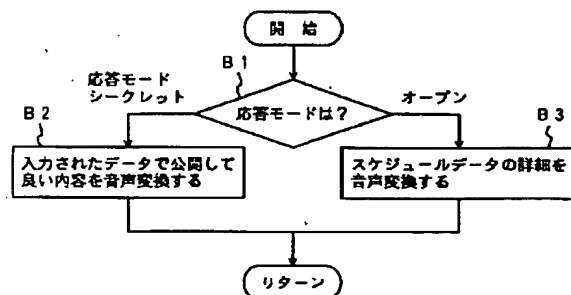 開 始
B1
応答モード
シークレット
応答モードは?
オープン
B2
B3
入力されたデータで公開して
良い内容を音声変換する
スケジュールデータの詳細を
音声変換する
リターン